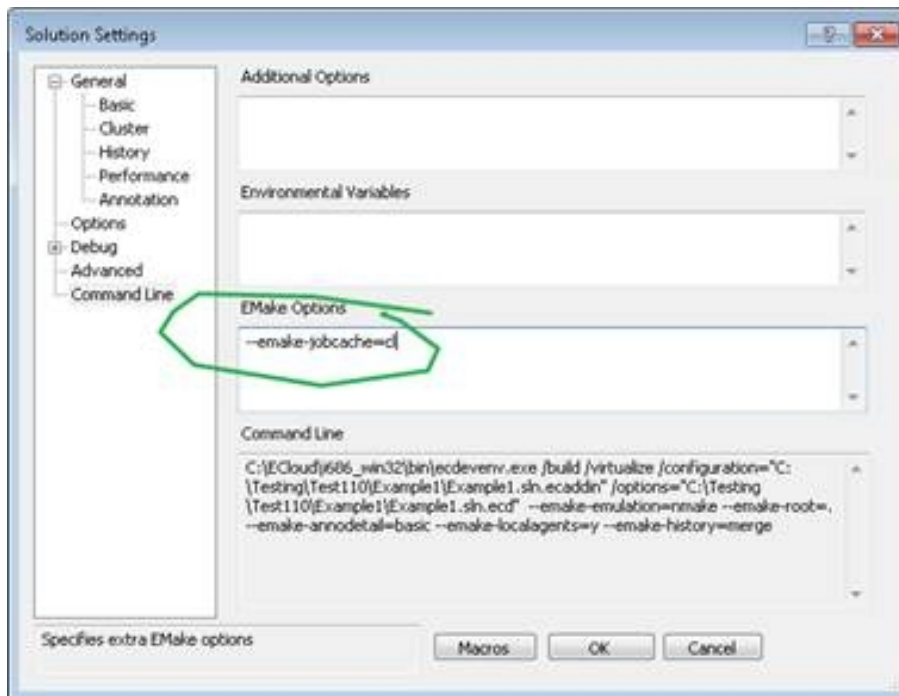 Solution Settings
General
Basic
Cluster
History
Performance
Annotation
Options
Debug
Advanced
Command Line
Additional Options
Environmental Variables
EMake Options
--emake-jobcache=cl
Command Line
C:\ECloud\i686_win32\bin\ecdevenv.exe /build /virtualize /configuration="C:
\Testing\Test110\Example1\Example1.sln.ecaddin" /options="C:\Testing
\Test110\Example1\Example1.sln.ecd"  --emake-emulation=nmake --emake-root=.
--emake-annodetail=basic --emake-localagents=y --emake-history=merge
Specifies extra EMake options
Macros
OK
Cancel